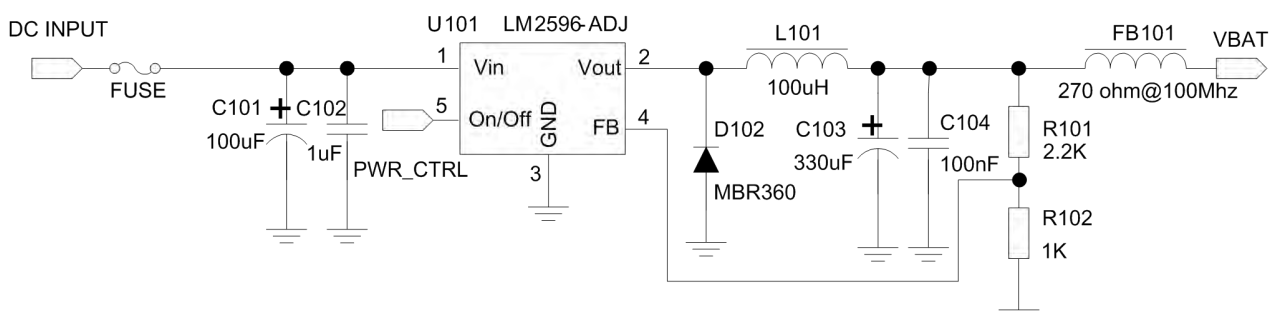 U101 LM2596-ADJ
DC INPUT
L101
FB101
VBAT
1
Vin
Vout
2
FUSE
100uH
270 ohm@100Mhz
C101
+
C102
5
On/Off
GND
FB
4
D102
C103
+
C104
R101
2.2K
100uF
1uF
330uF
100nF
PWR_CTRL
3
MBR360
R102
1K